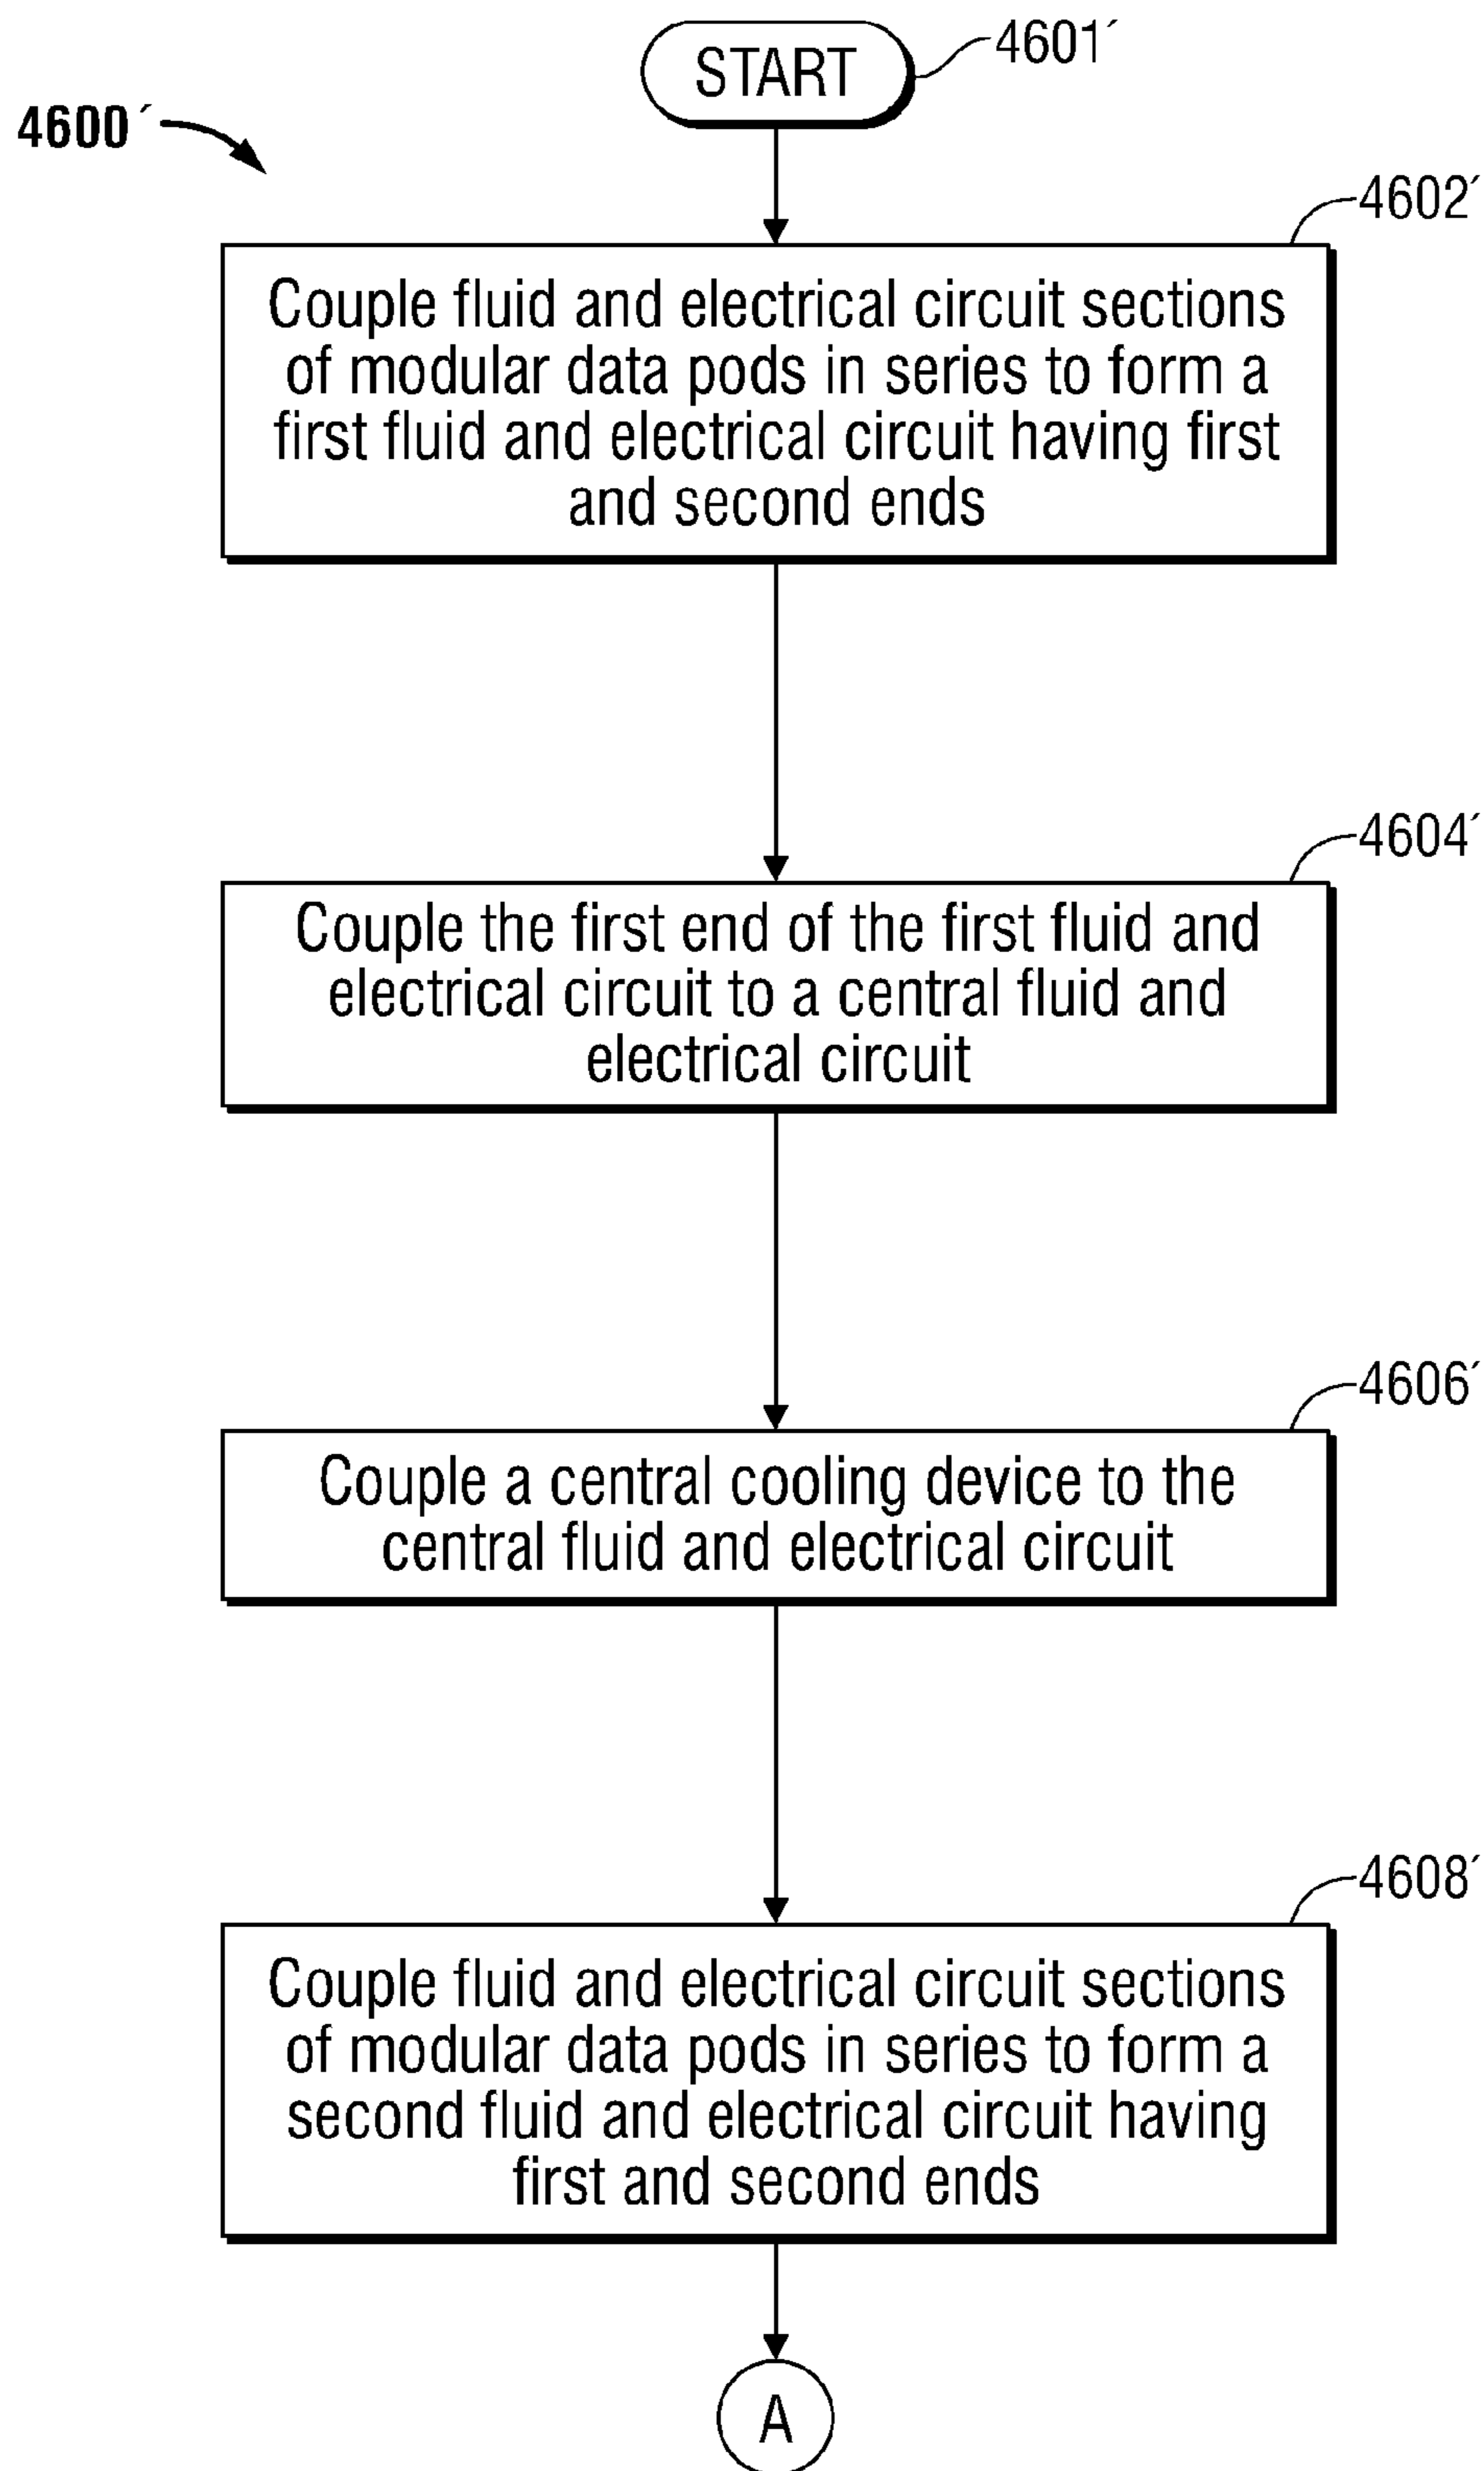 START
4601´
4600´
4602´
Couple fluid and electrical circuit sections
of modular data pods in series to form a
first fluid and electrical circuit having first
and second ends
4604´
Couple the first end of the first fluid and
electrical circuit to a central fluid and
electrical circuit
4606´
Couple a central cooling device to the
central fluid and electrical circuit
4608´
Couple fluid and electrical circuit sections
of modular data pods in series to form a
second fluid and electrical circuit having
first and second ends
A